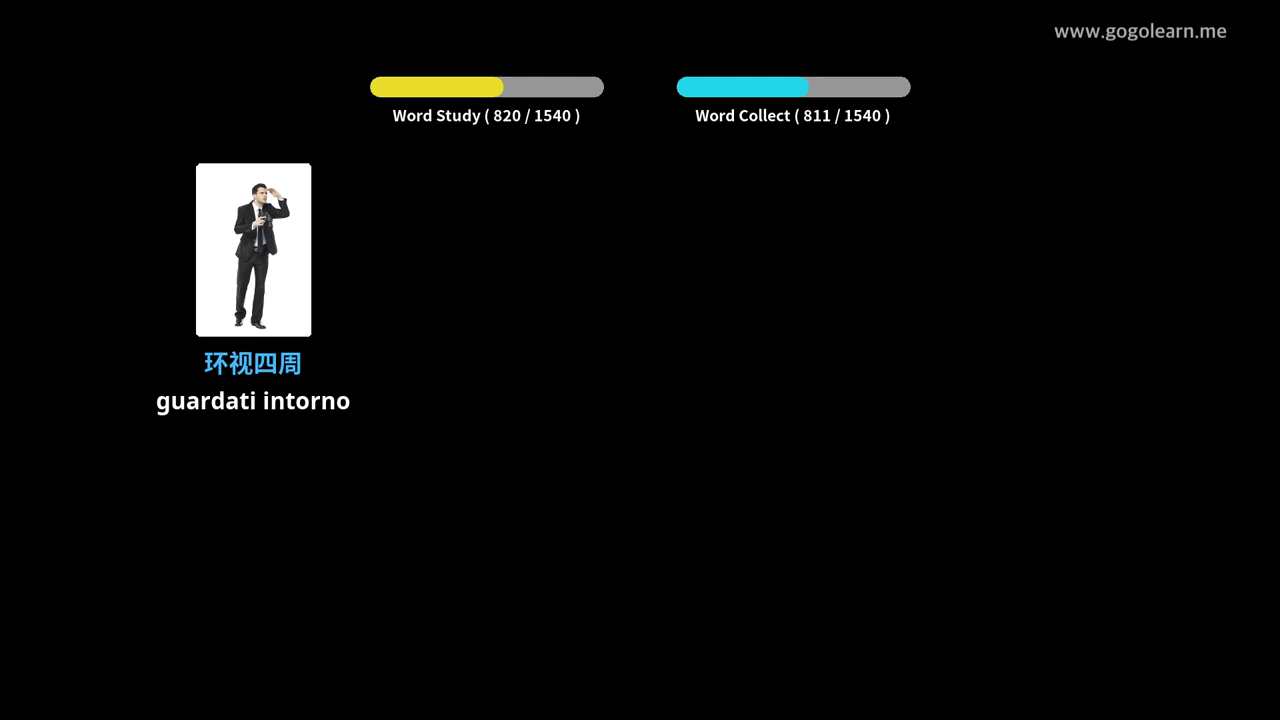 www.gogolearn.me
Word Study ( 820 / 1540 )
Word Collect ( 811 / 1540 )
环视四周
guardati intorno